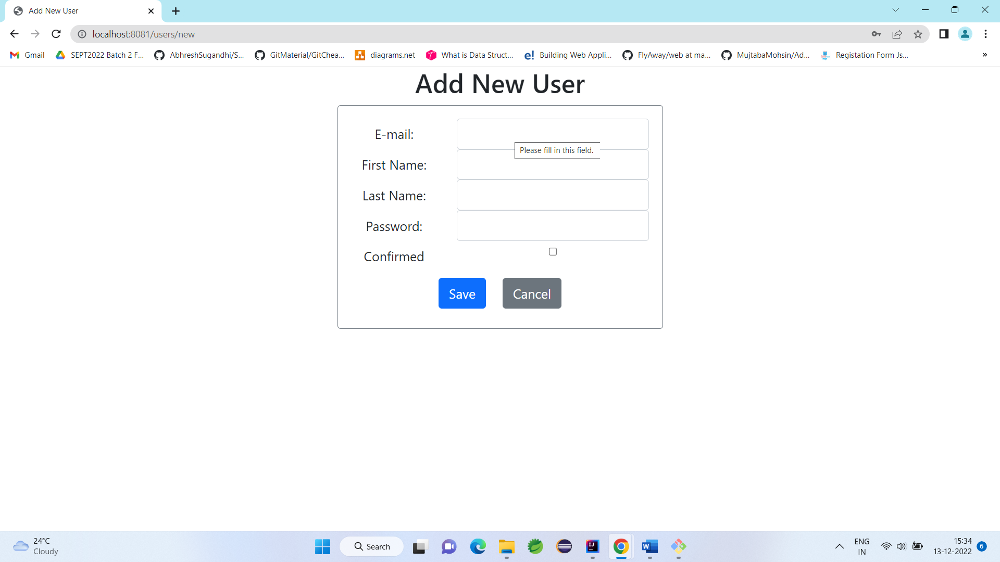 Add New User
localhost:8081/users/new
Gmail
SEPT2022 Batch 2 F...
AbhreshSugandhi/S...
GitMaterial/GitChea...
diagrams.net
What is Data Struct...
e! Building Web Appli...
FlyAway/web at ma...
MujtabaMohsin/Ad...
Registation Form Js...
»
Add New User
E-mail:
Please fill in this field.
First Name:
Last Name:
Password:
Confirmed
Save Cancel
24°C
Cloudy
Search
IJ
W
ENG
IN
15:34
13-12-2022
6